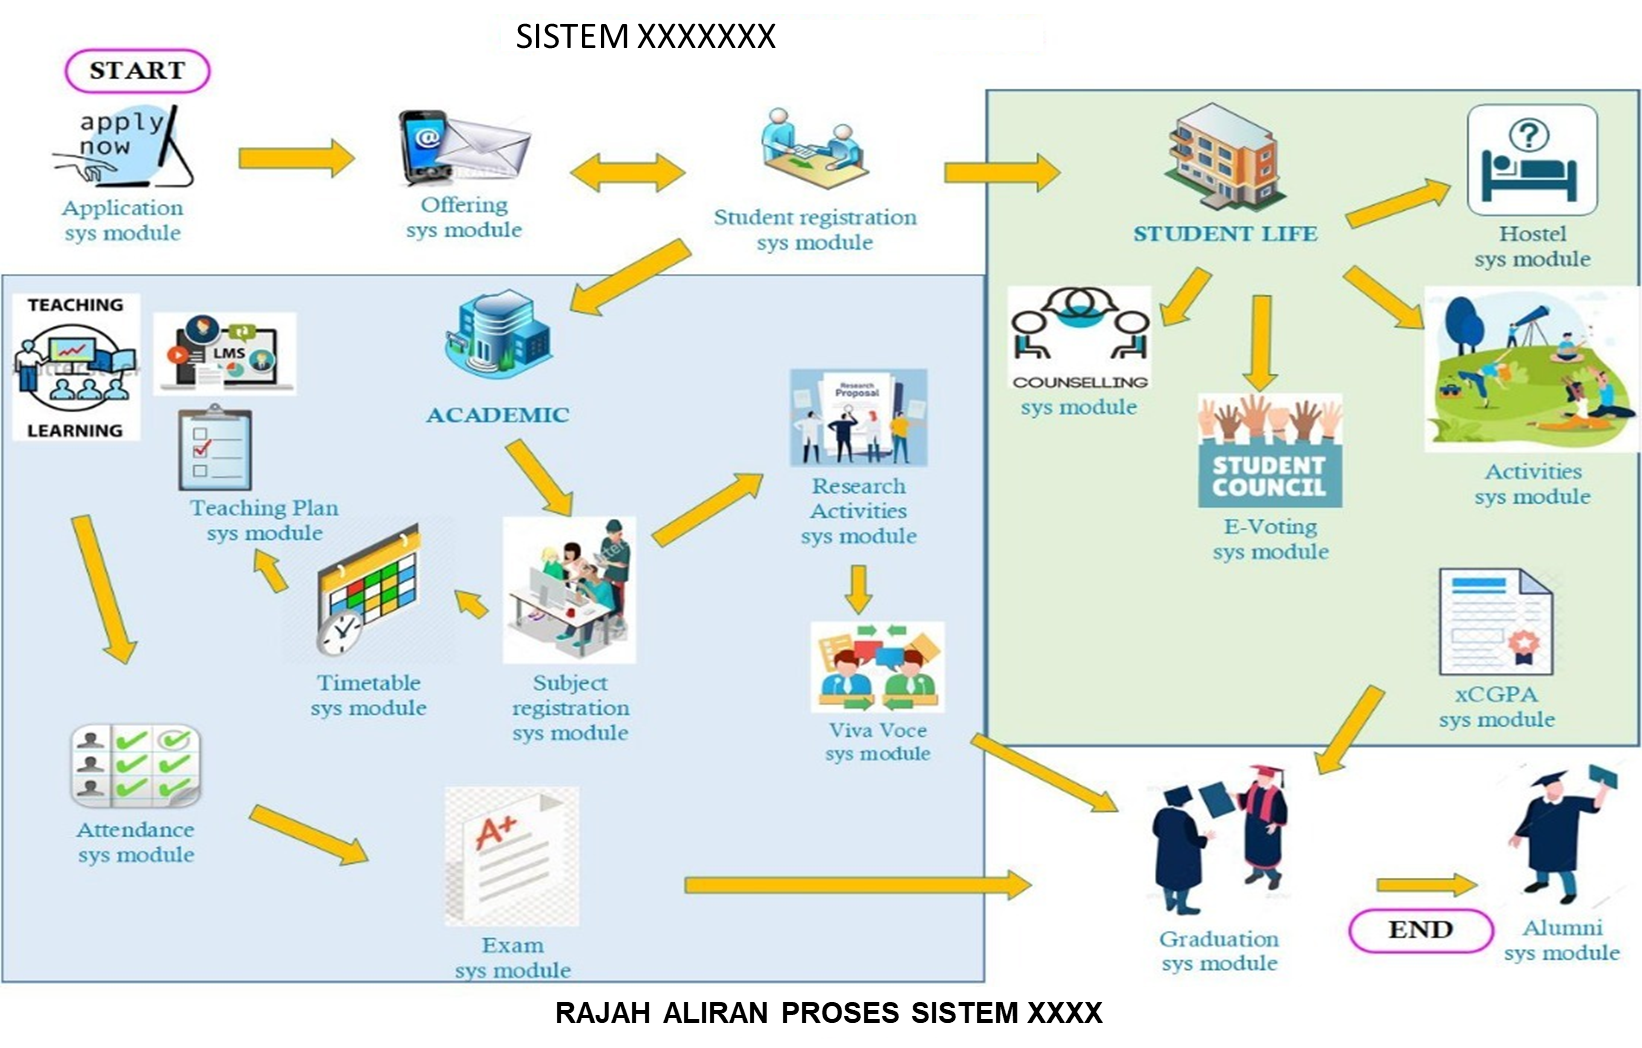 SISTEM XXXXXXX
START
apply
now
Application
sys module
@
Offering
sys module
Student registration
sys module
STUDENT LIFE
?
Hostel
sys module
COUNSELLING
sys module
STUDENT
COUNCIL
E-Voting
sys module
Activities
sys module
xCGPA
sys module
TEACHING
LEARNING
LMS
Teaching Plan
sys module
ACADEMIC
Research
Proposal
Research
Activities
sys module
Timetable
sys module
Subject
registration
sys module
Viva Voce
sys module
Attendance
sys module
A+
Exam
sys module
Graduation
sys module
END
Alumni
sys module
RAJAH ALIRAN PROSES SISTEM XXXX